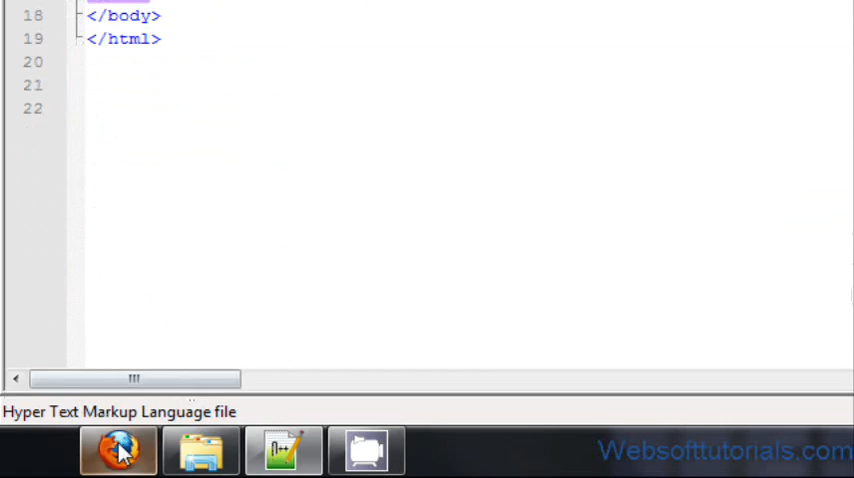 18 </body>
19 </html>
20
21
22
Hyper Text Markup Language file
n++
Websofttutorials.com